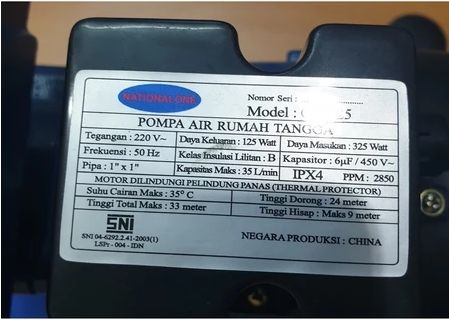 NATIONAL ONE
Nomor Seri :
Model :
POMPA AIR RUMAH TANGGA
Tegangan : 220 V~ Daya Keluaran : 125 Watt Daya Masukan : 325 Watt
Frekuensi : 50 Hz Kelas Insulasi Lilitan : B Kapasitor : 6µF / 450 V~
Pipa : 1" x 1" Kapasitas Maks : 35 L/min IPX4 PPM : 2850
MOTOR DILINDUNGI PELINDUNG PANAS (THERMAL PROTECTOR)
Suhu Cairan Maks : 35° C Tinggi Dorong : 24 meter
Tinggi Total Maks : 33 meter Tinggi Hisap : Maks 9 meter
SNI
SNI 04-6292.2.41-2003(1)
LSPr - 004 - IDN
NEGARA PRODUKSI : CHINA